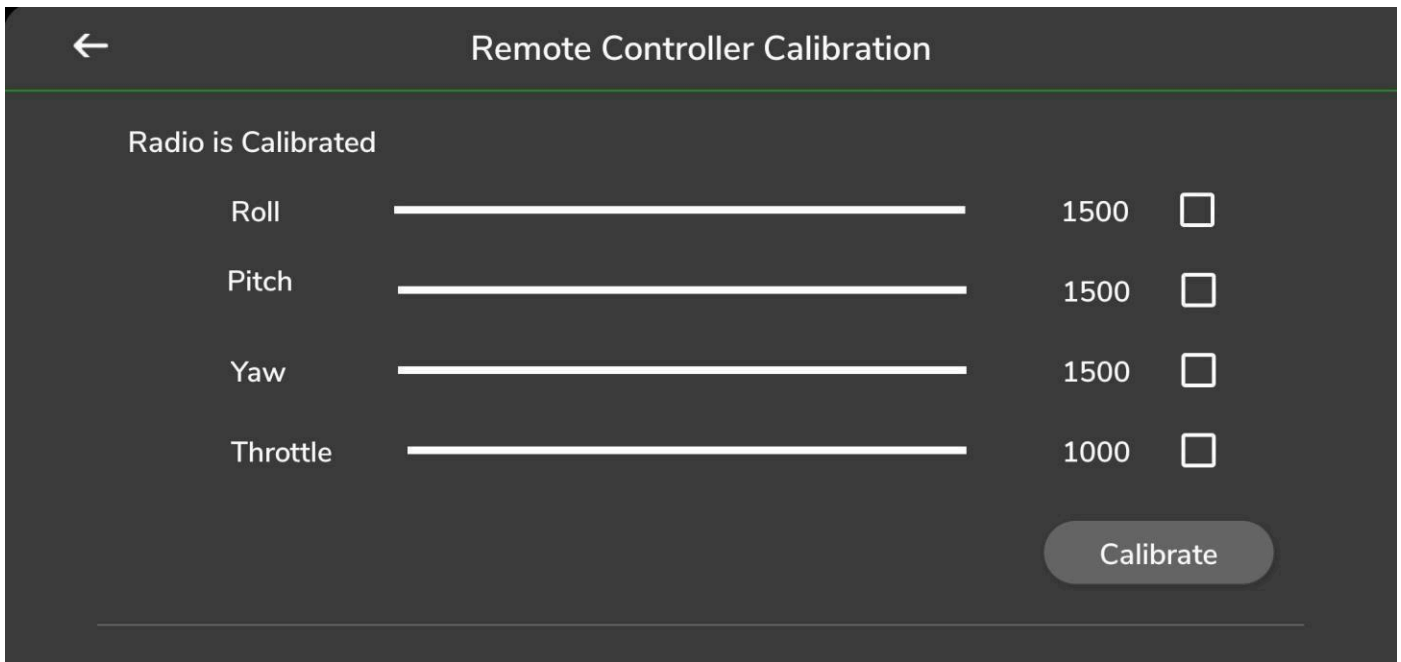 Remote Controller Calibration
Radio is Calibrated
Roll 1500
Pitch 1500
Yaw 1500
Throttle 1000
Calibrate